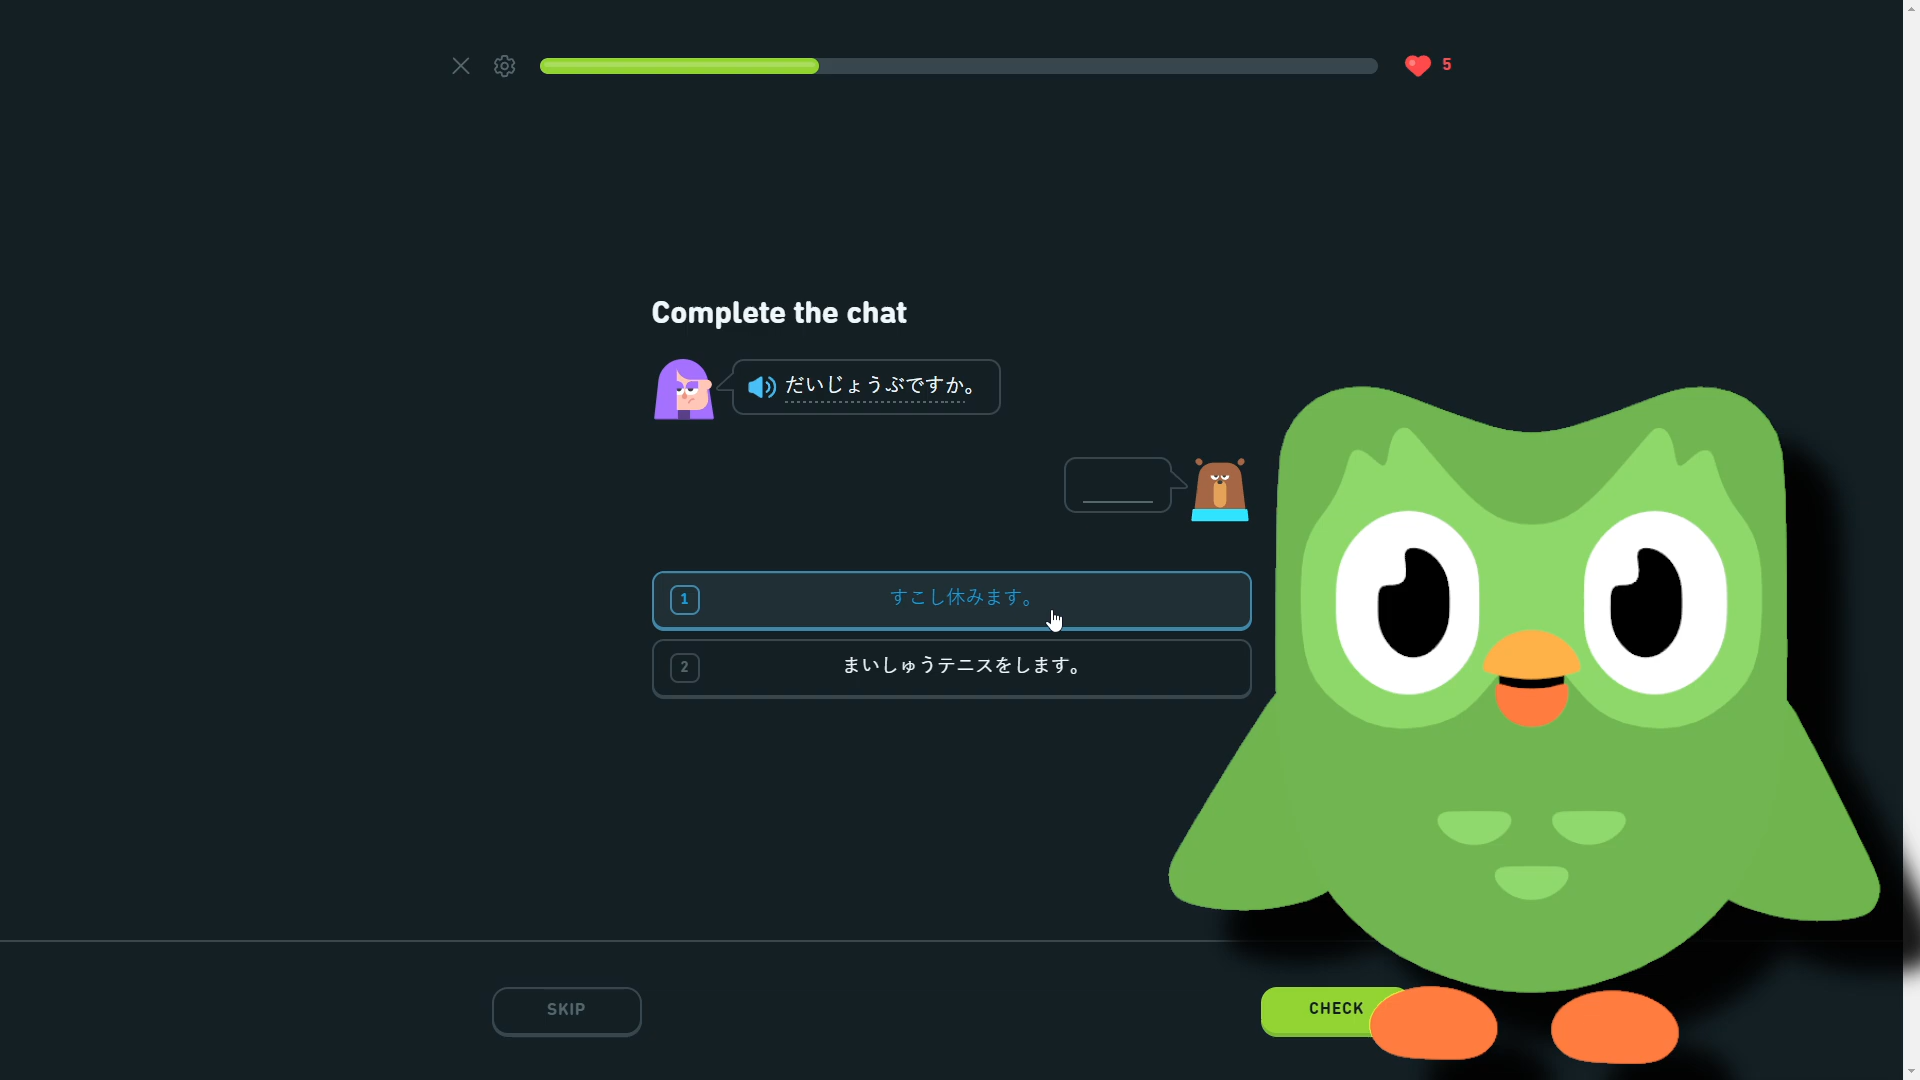 5
Complete the chat
だいじょうぶですか。
1 すこし休みます。
2 まいしゅうテニスをします。
SKIP
CHECK